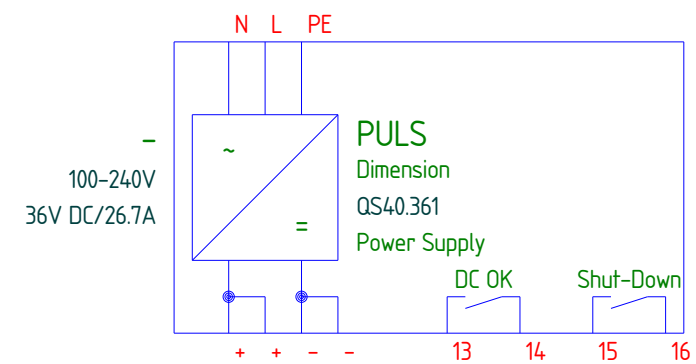 N L PE
-
100-240V
36V DC/26.7A
~
=
PULS
Dimension
QS40.361
Power Supply
DC OK
Shut-Down
+ + - -
13 14 15 16